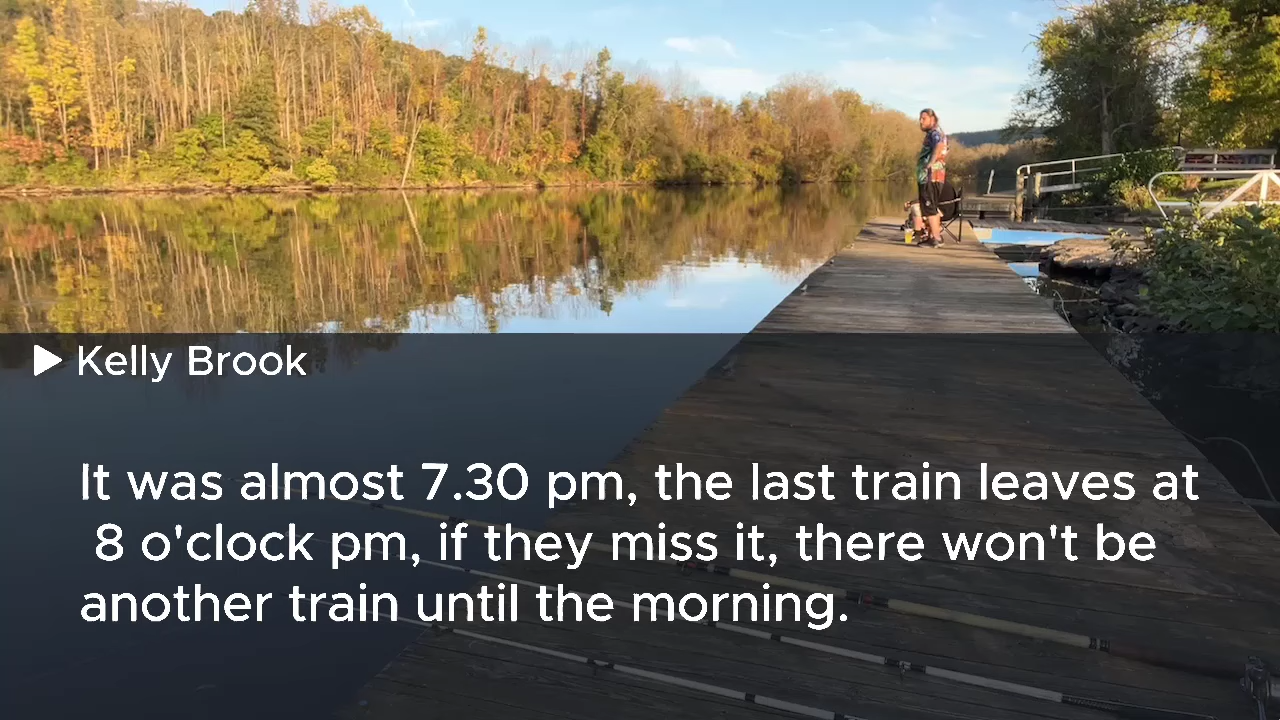 Kelly Brook
It was almost 7.30 pm, the last train leaves at
8 o'clock pm, if they miss it, there won't be
another train until the morning.